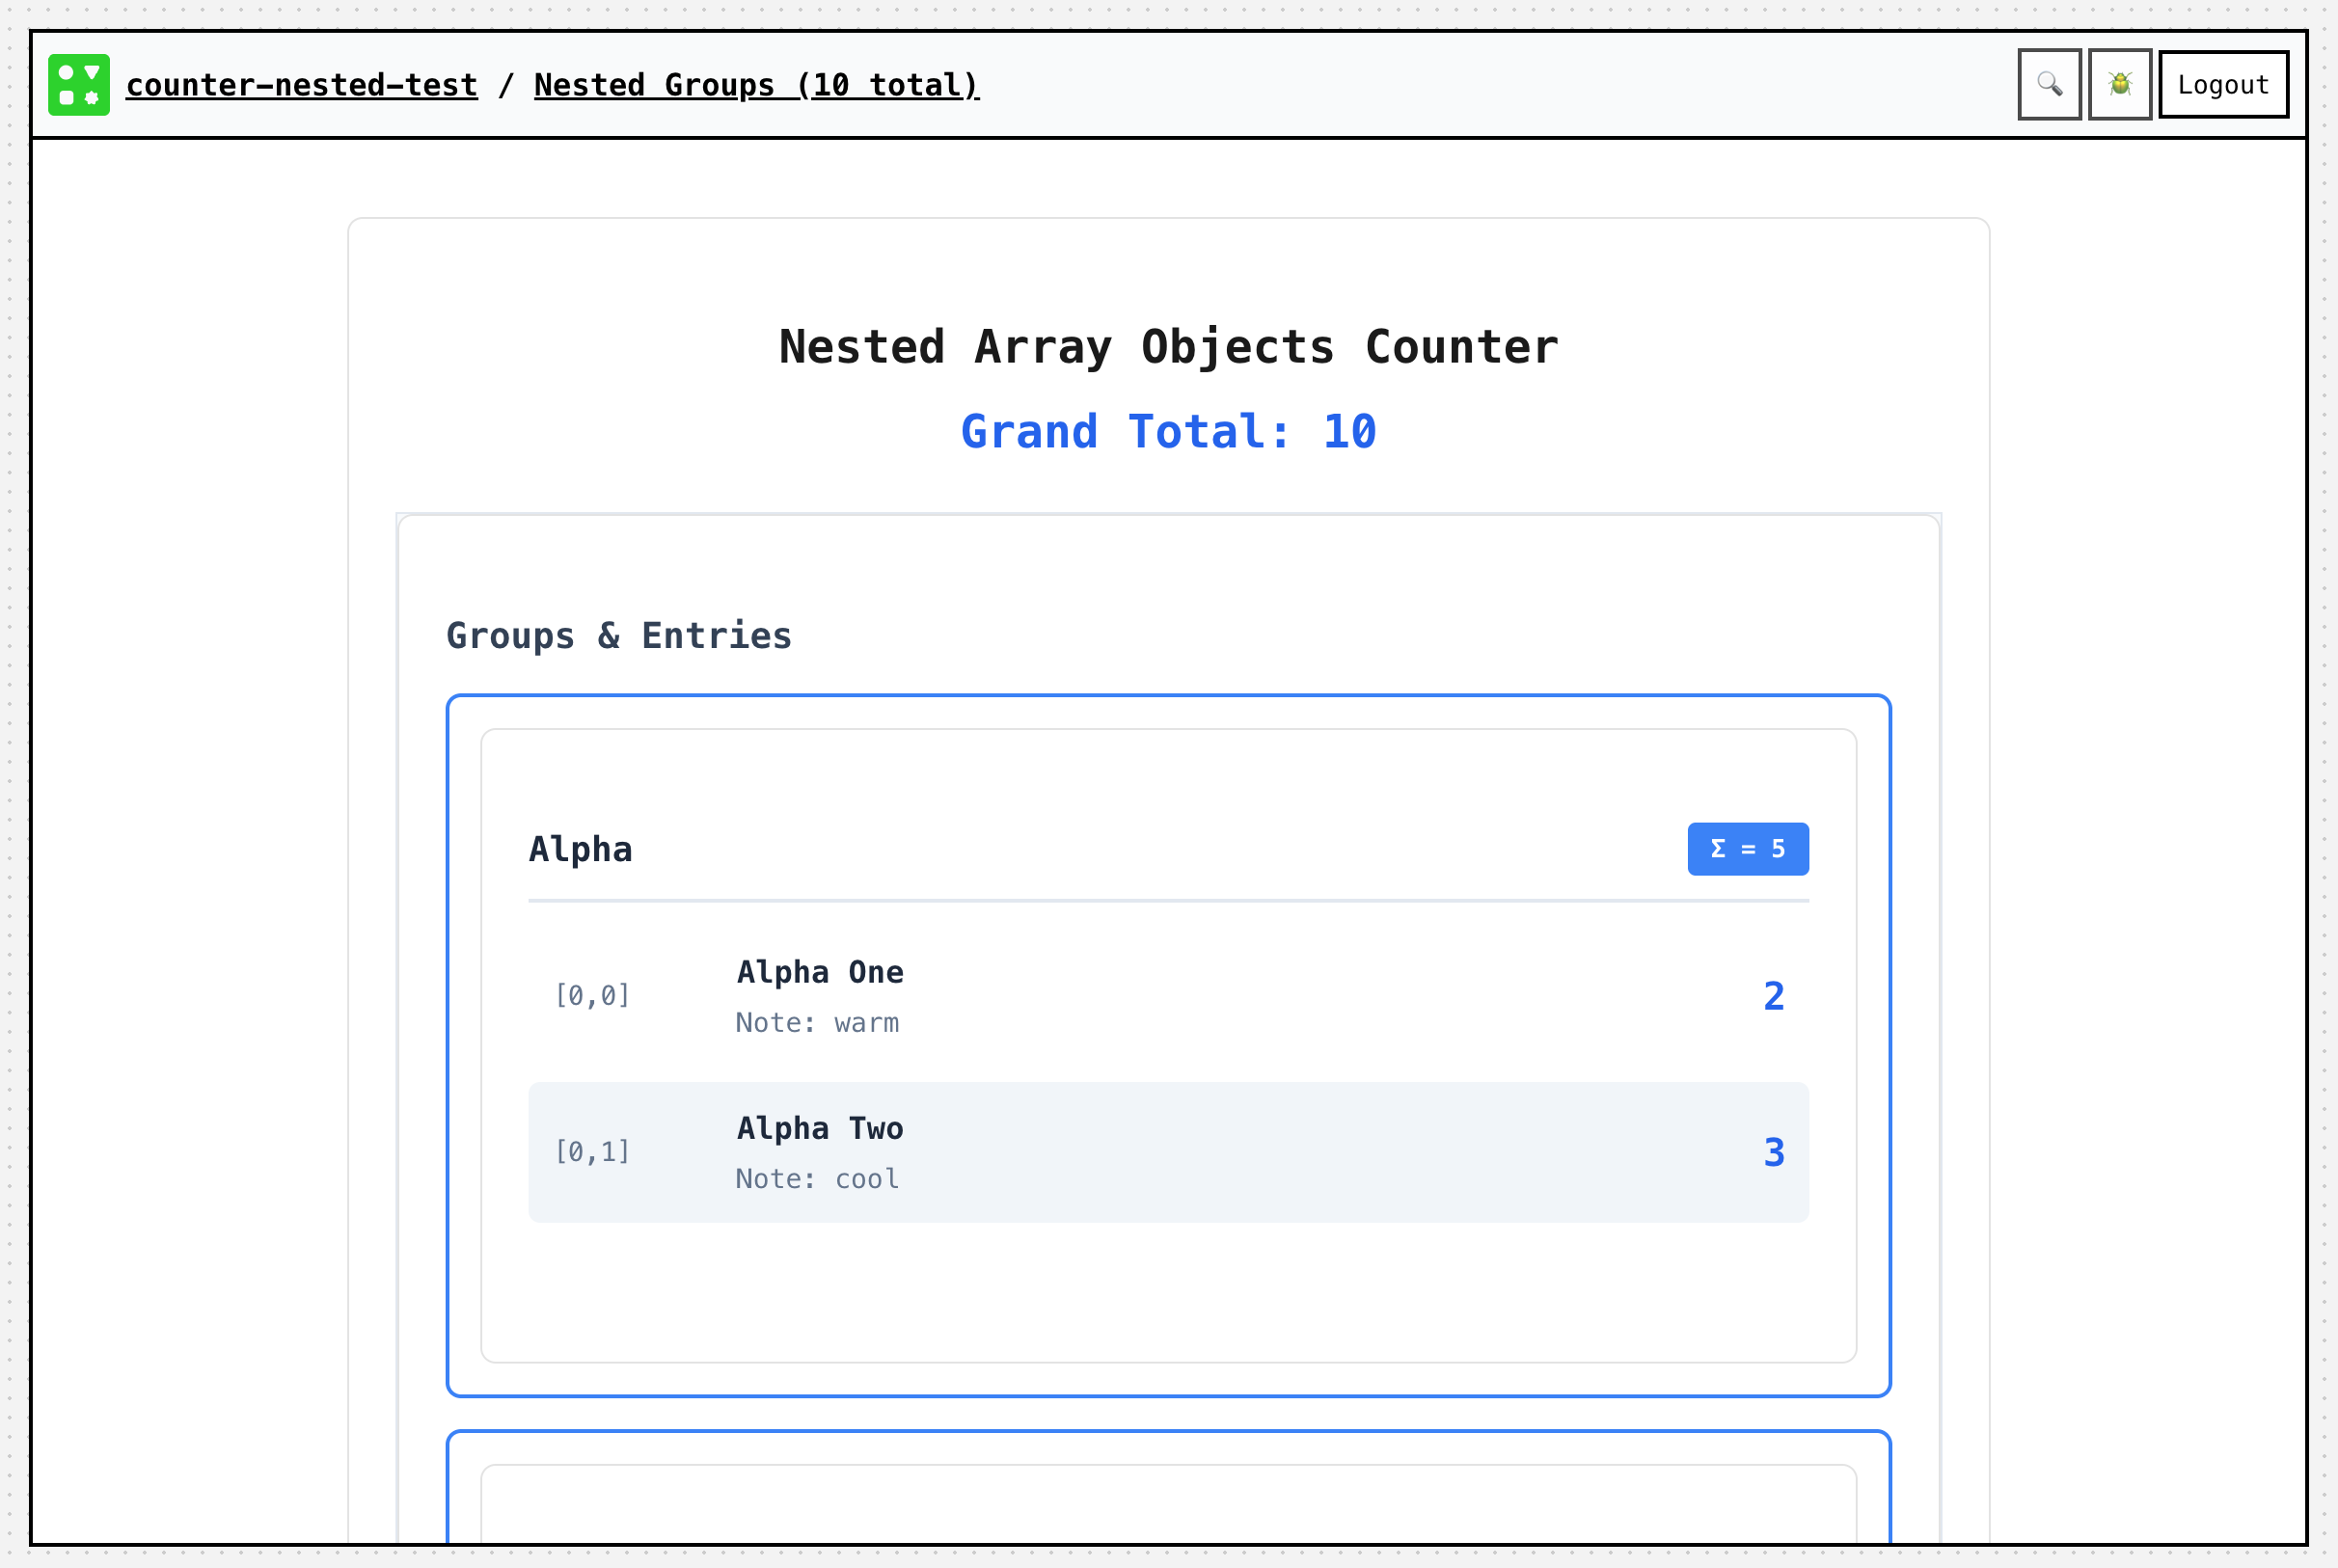 counter-nested-test / Nested Groups (10 total)
Logout
Nested Array Objects Counter
Grand Total: 10
Groups & Entries
Alpha
Σ = 5
[0,0]
Alpha One
Note: warm
2
[0,1]
Alpha Two
Note: cool
3